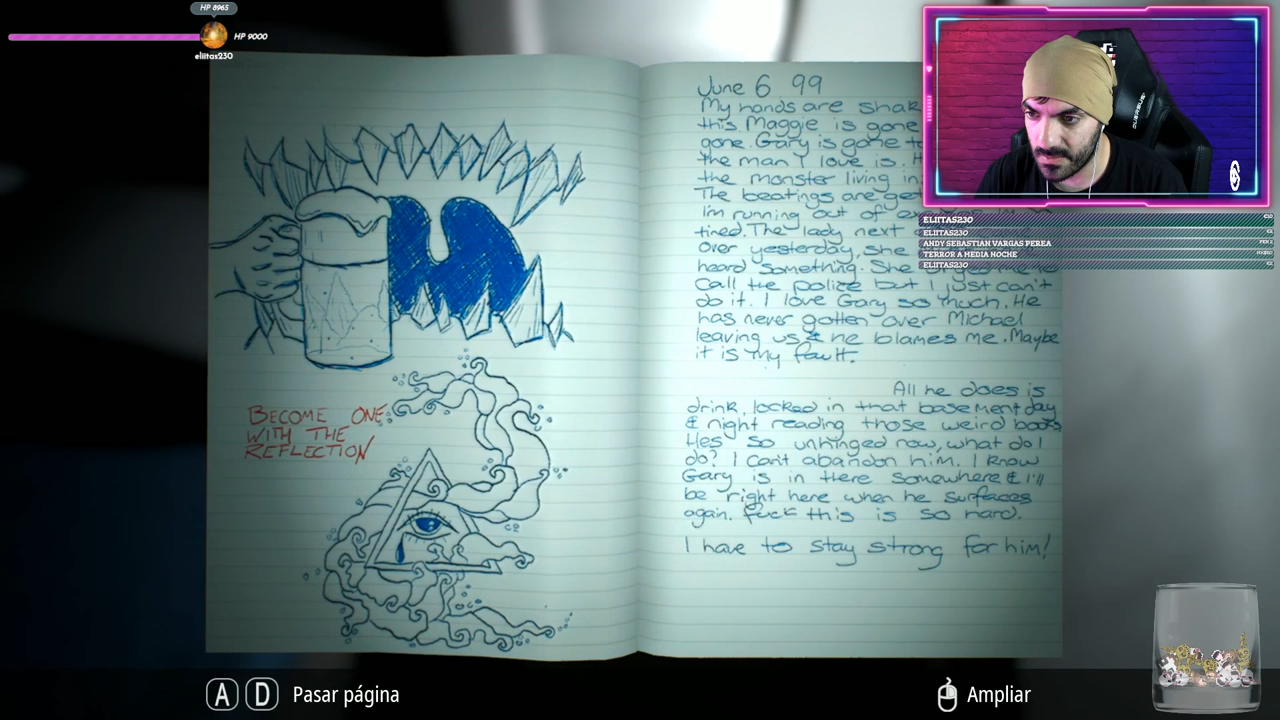 HP 8965
HP 9000
eliitas230
June 6 99
My hands are shak
this. Maggie is gone
gone. Gary is gone to
the man I love is. H
the monster living in
The beatings are get
I'm running out of
tired. The lady next
over yesterday, she
heard something. She
call the police but I just can't
do it. I love Gary so much. He
has never gotten over Michael
leaving us & he blames me. Maybe
it is my fault.
All he does is
drink, locked in that basement day
& night reading those weird books
Hes so unhinged now, what do I
do? I can't abandon him. I know
Gary is in there somewhere & I'll
be right here when he surfaces
again. Fuck this is so hard.
I have to stay strong for him!
BECOME ONE
WITH THE
REFLECTION
ELIITAS230
ELIITAS230
ANDY SEBASTIAN VARGAS PEREA
TERROR A MEDIA NOCHE
ELIITAS230
A D Pasar página
Ampliar